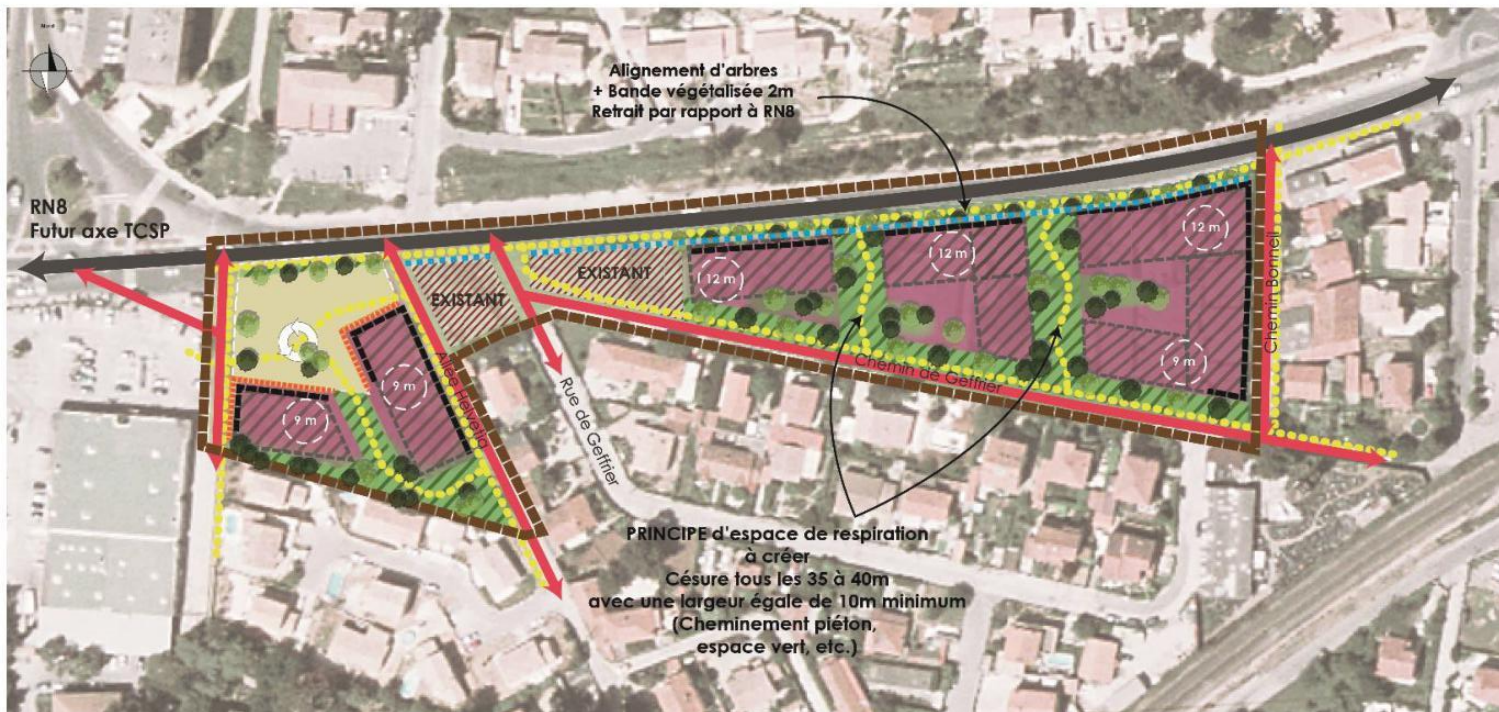 Nord
Alignement d'arbres
+ Bande végétalisée 2m
Retrait par rapport à RN8
RN8
Futur axe TCSP
EXISTANT
EXISTANT
12 m
12 m
12 m
9 m
9 m
9 m
Allée Helvetia
Rue de Geffrier
Chemin de Geffrier
Chemin Bonneil
PRINCIPE d'espace de respiration
à créer
Césure tous les 35 à 40m
avec une largeur égale de 10m minimum
(Cheminement piéton,
espace vert, etc.)